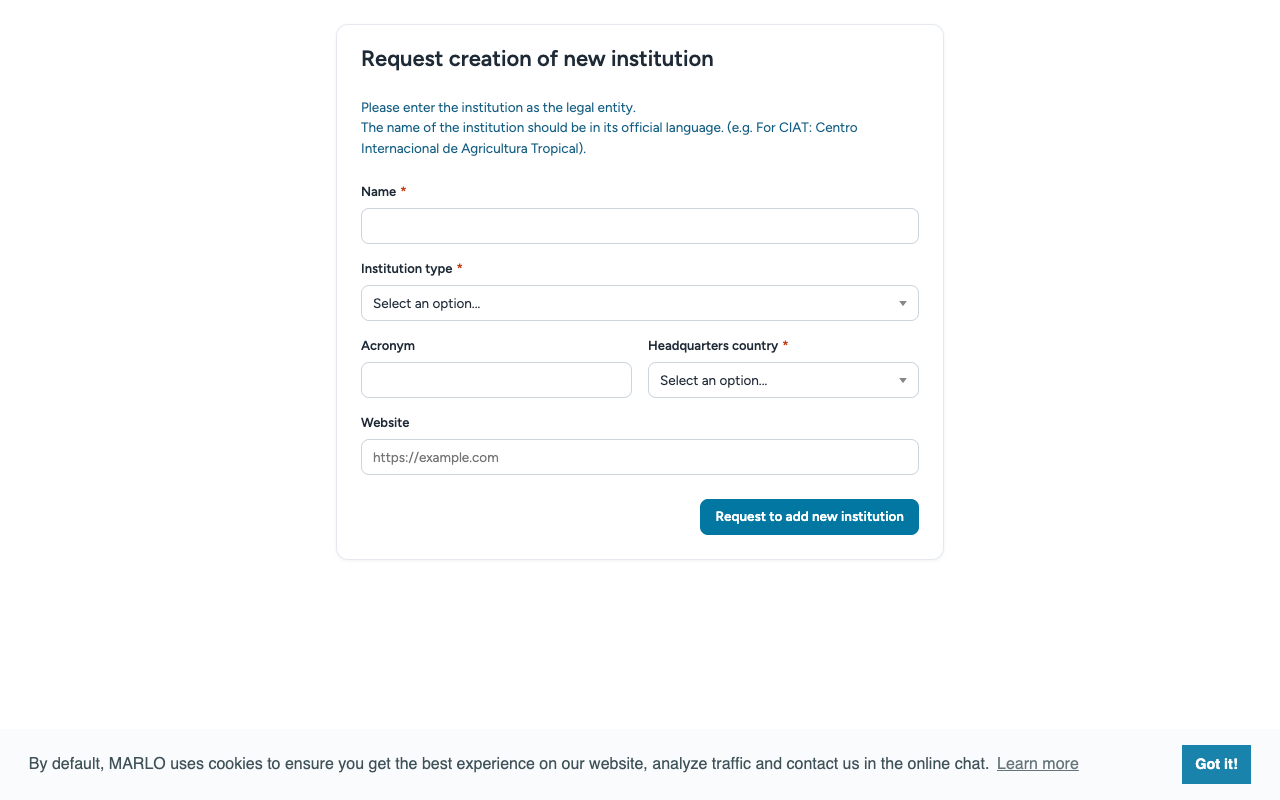 Request creation of new institution
Please enter the institution as the legal entity.
The name of the institution should be in its official language. (e.g. For CIAT: Centro
Internacional de Agricultura Tropical).
Name *
Institution type *
Select an option...
Acronym
Headquarters country *
Select an option...
Website
https://example.com
Request to add new institution
By default, MARLO uses cookies to ensure you get the best experience on our website, analyze traffic and contact us in the online chat. Learn more
Got it!